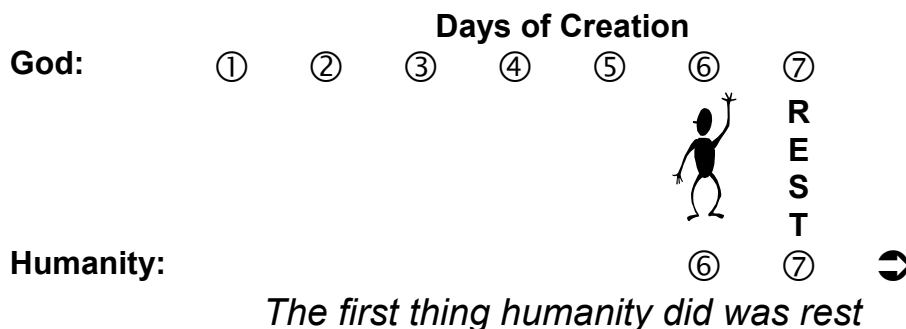 Days of Creation
God: ① ② ③ ④ ⑤ ⑥ ⑦
R
E
S
T
Humanity: ⑥ ⑦ ➲
The first thing humanity did was rest